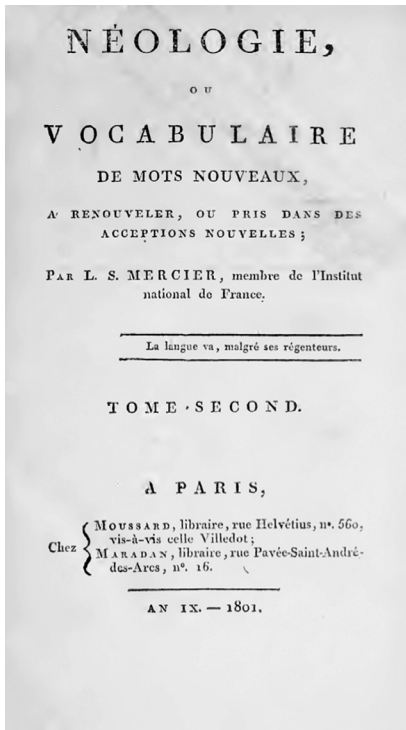 NÉOLOGIE,
OU
VOCABULAIRE
DE MOTS NOUVEAUX,
A RENOUVELER, OU PRIS DANS DES
ACCEPTIONS NOUVELLES;
PAR L. S. MERCIER, membre de l'Institut
national de France.
La langue va, malgré ses régenteurs.
TOME SECOND.
A PARIS,
Chez
MOUSSARD, libraire, rue Helvétius, nº. 560,
vis-à-vis celle Villedot;
MARADAN, libraire, rue Pavée-Saint-André-
des-Arcs, nº. 16.
AN IX. — 1801.